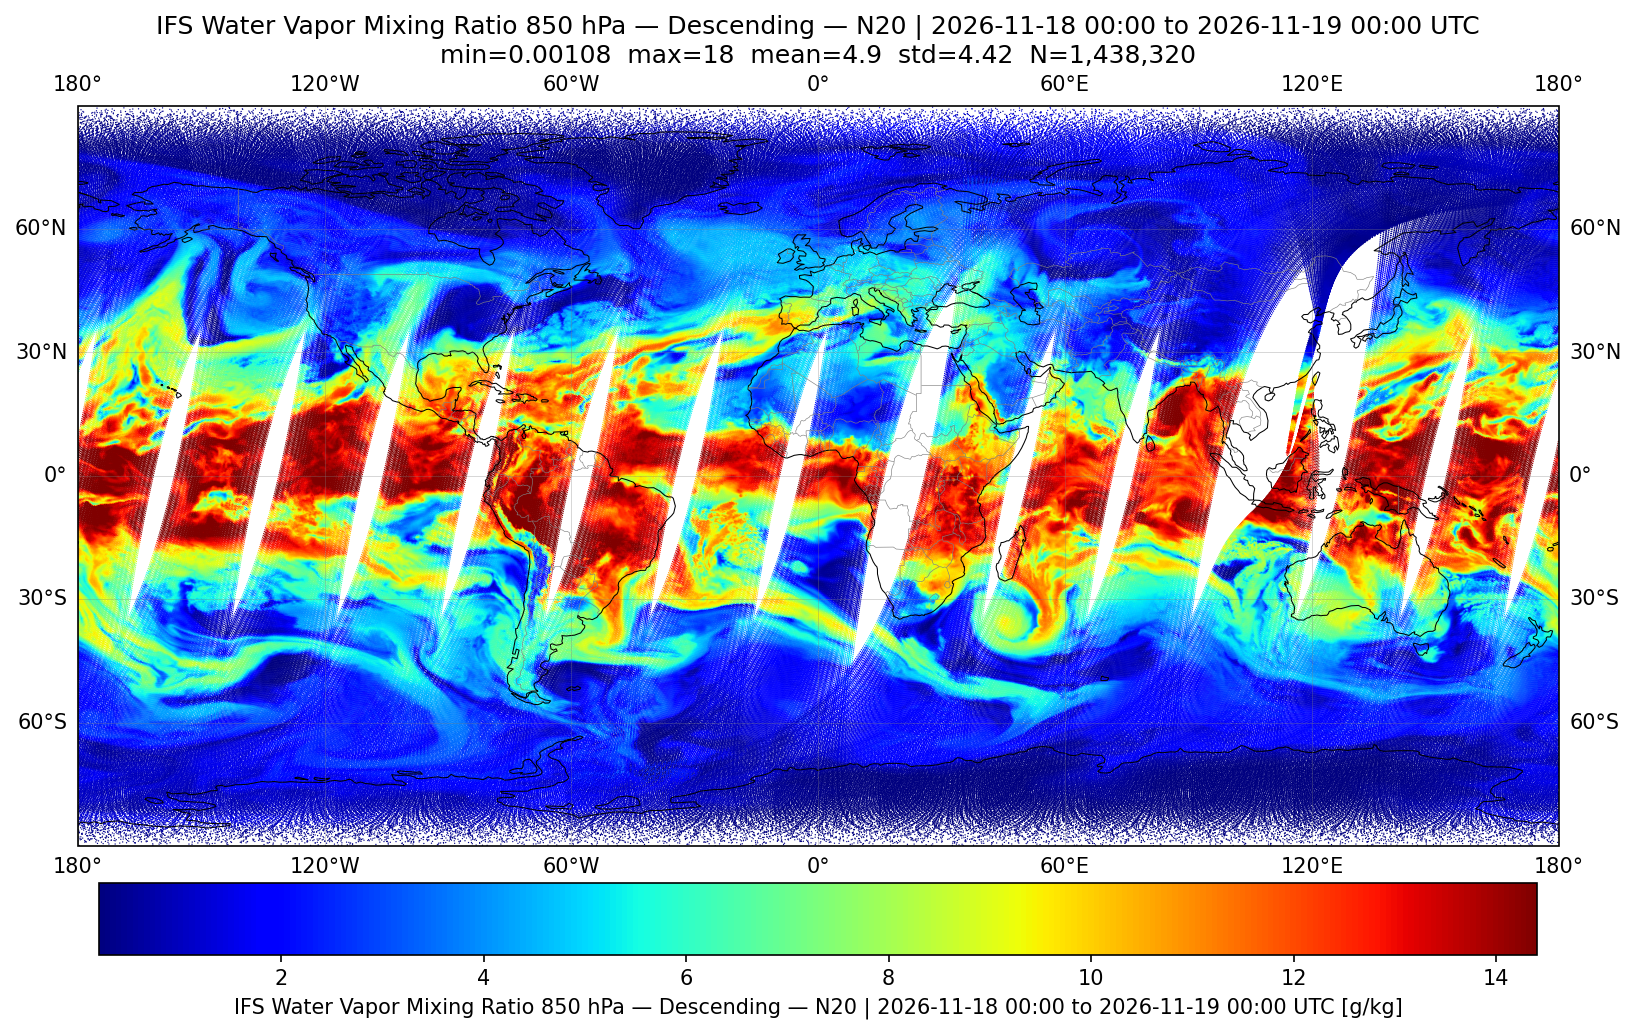 IFS Water Vapor Mixing Ratio 850 hPa — Descending — N20 | 2026-11-18 00:00 to 2026-11-19 00:00 UTC
min=0.00108  max=18  mean=4.9  std=4.42  N=1,438,320
180° 120°W 60°W 0° 60°E 120°E 180°
60°N 60°N
30°N 30°N
0° 0°
30°S 30°S
60°S 60°S
180° 120°W 60°W 0° 60°E 120°E 180°
2 4 6 8 10 12 14
IFS Water Vapor Mixing Ratio 850 hPa — Descending — N20 | 2026-11-18 00:00 to 2026-11-19 00:00 UTC [g/kg]